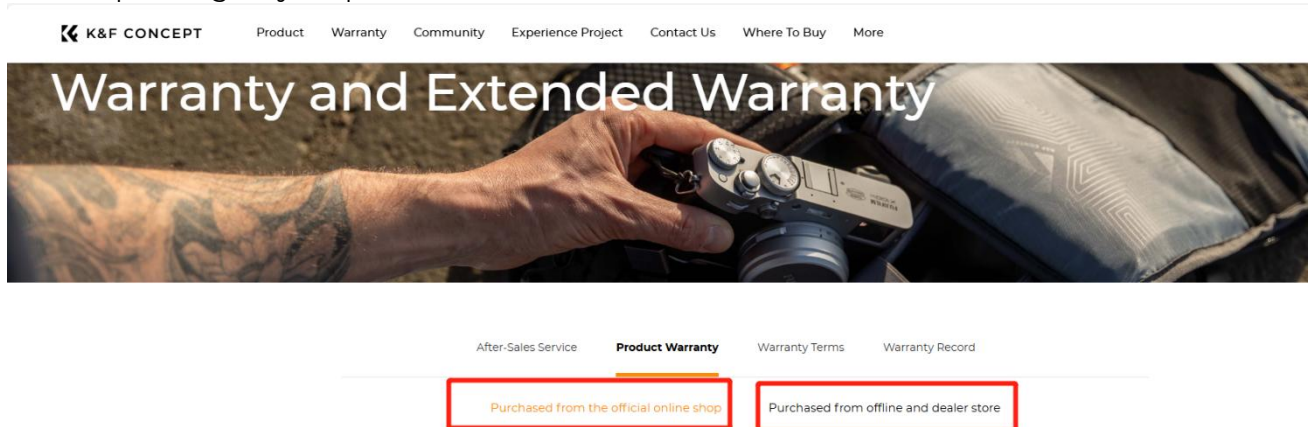 K&F CONCEPT Product Warranty Community Experience Project Contact Us Where To Buy More
Warranty and Extended Warranty
FUJIFILM
After-Sales Service Product Warranty Warranty Terms Warranty Record
Purchased from the official online shop Purchased from offline and dealer store